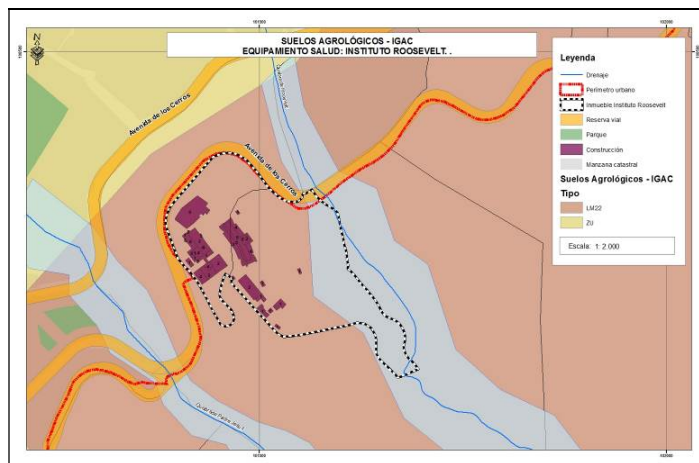 SUELOS AGROLÓGICOS - IGAC
EQUIPAMIENTO SALUD: INSTITUTO ROOSEVELT. .
N
Avenida de los Cerros
Avenida de los Cerros
Leyenda
Drenaje
Perímetro urbano
Inmueble Instituto Roosevelt
Reserva vial
Parque
Construcción
Manzana catastral
Suelos Agrológicos - IGAC
Tipo
LM22
ZU
Escala: 1: 2.000